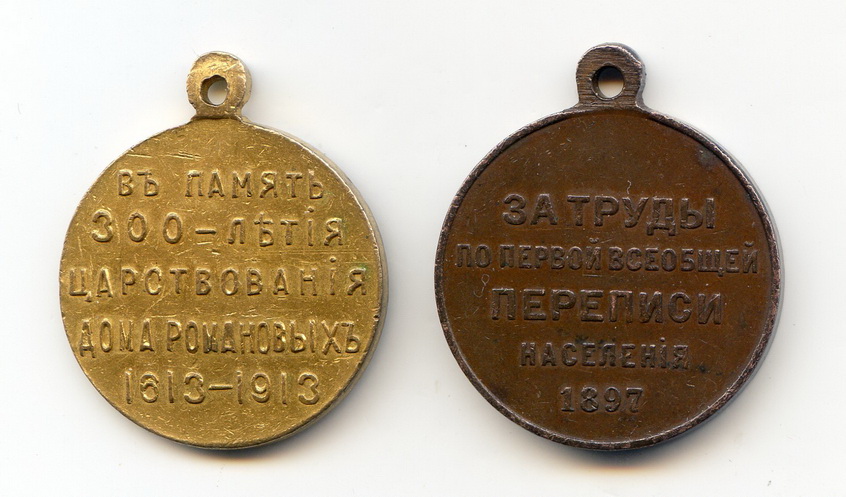 ВЪ ПАМЯТЬ
300-ЛѢТІЯ
ЦАРСТВОВАНІЯ
ДОМА РОМАНОВЫХЪ
1613-1913
ЗА ТРУДЫ
ПО ПЕРВОЙ ВСЕОБЩЕЙ
ПЕРЕПИСИ
НАСЕЛЕНІЯ
1897